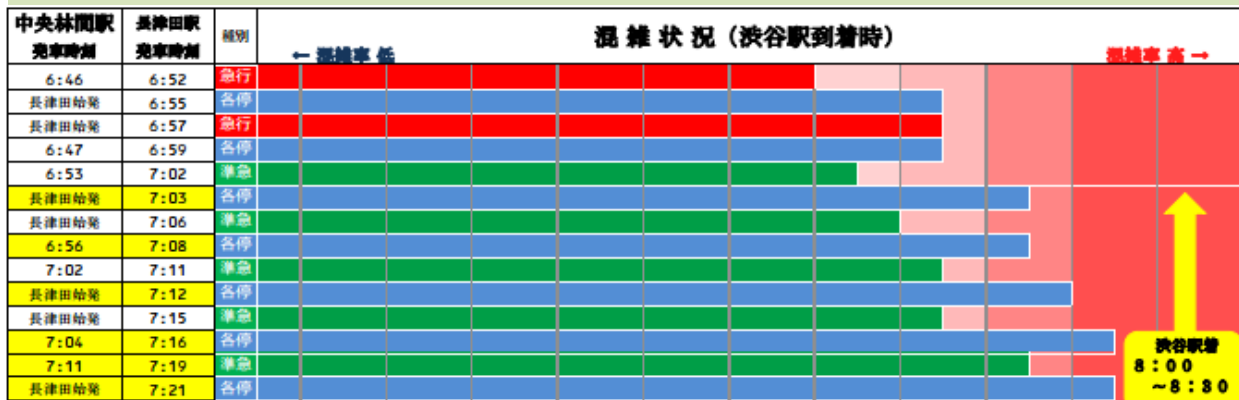 中央林間駅 発車時刻 長津田駅 発車時刻 種別 混雑状況（渋谷駅到着時）
← 混雑率 低 混雑率 高 →
6:46 6:52 急行
長津田始発 6:55 各停
長津田始発 6:57 急行
6:47 6:59 各停
6:53 7:02 準急
長津田始発 7:03 各停
長津田始発 7:06 準急
6:56 7:08 各停
7:02 7:11 準急
長津田始発 7:12 各停
長津田始発 7:15 準急
7:04 7:16 各停
7:11 7:19 準急
長津田始発 7:21 各停
渋谷駅着
8:00
~8:30